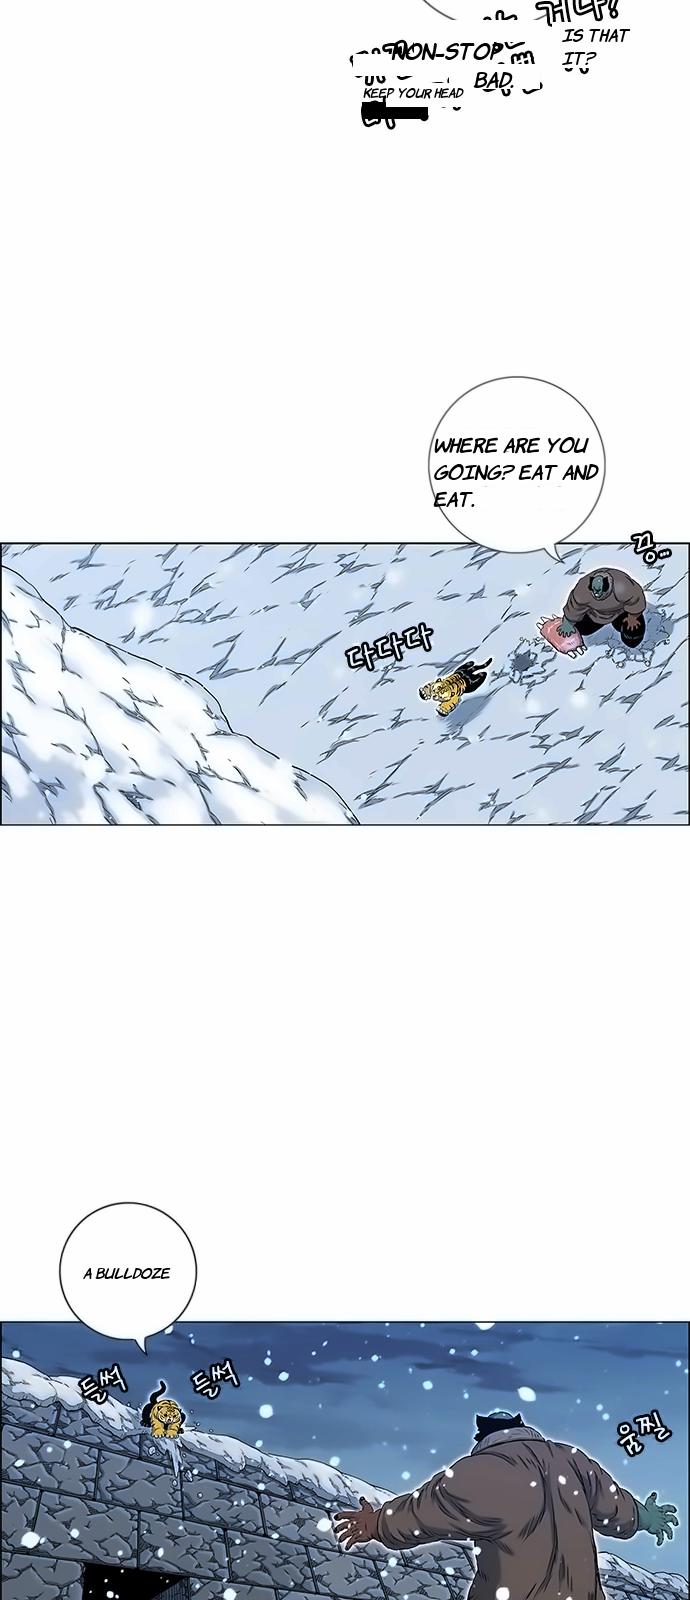 거다!
IS THAT
IT?
NON-STOP
BAD.
KEEP YOUR HEAD
WHERE ARE YOU
GOING? EAT AND
EAT.
낑...
다다다
A BULLDOZE
들썩
들썩
움찔